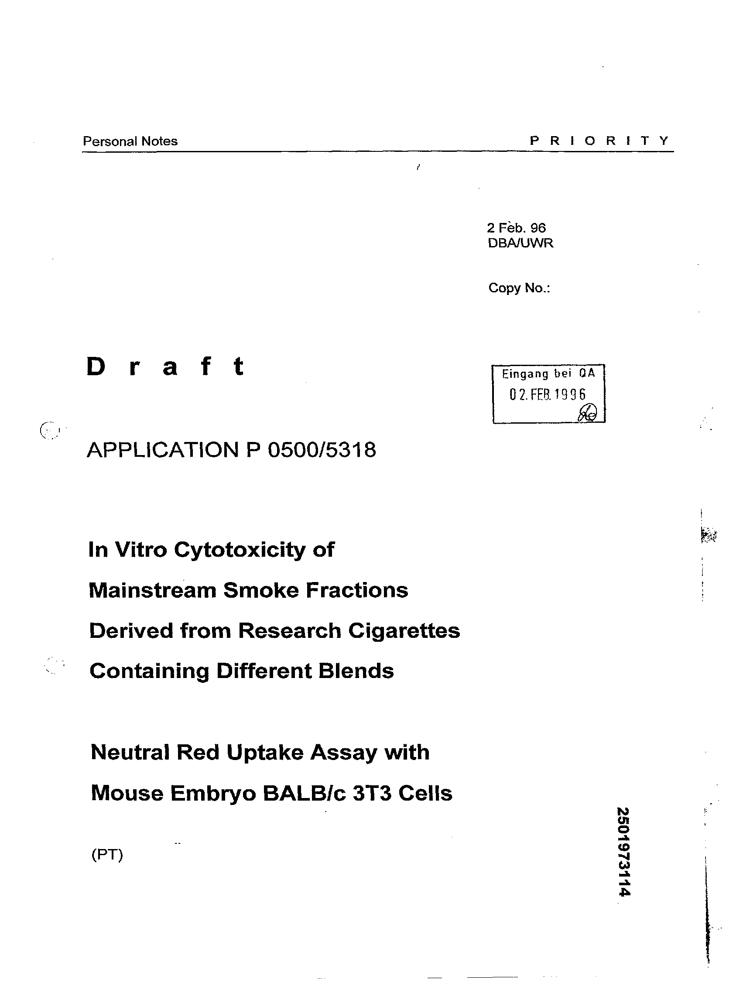 Personal Notes P R I O R I T Y
2 Feb. 96
DBA/UWR
Copy No.:
D r a f t
Eingang bei QA
02. FEB. 1996
APPLICATION P 0500/5318
In Vitro Cytotoxicity of
Mainstream Smoke Fractions
Derived from Research Cigarettes
Containing Different Blends
Neutral Red Uptake Assay with
Mouse Embryo BALB/c 3T3 Cells
(PT)
2501973114